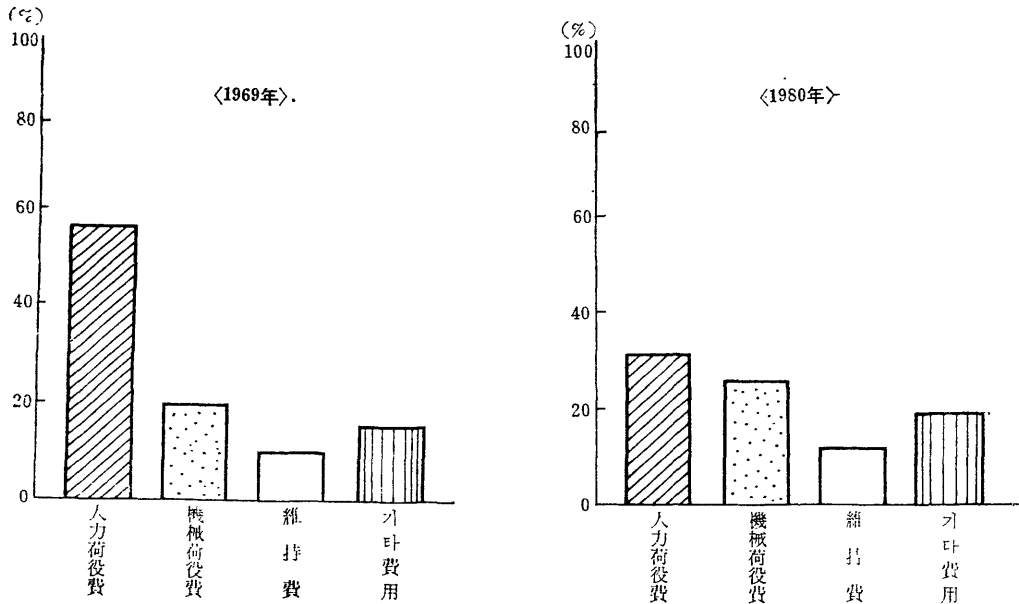 (%)
100
80
60
40
20
0
〈1969年〉.
人力荷役費
機械荷役費
維持費
기타費用
(%)
100
80
60
40
20
0
〈1980年〉
人力荷役費
機械荷役費
維持費
기타費用